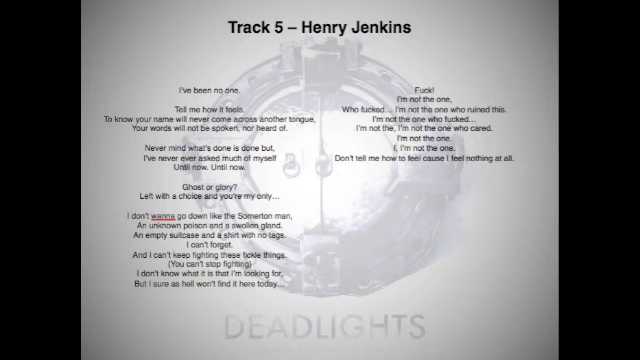 Track 5 – Henry Jenkins
I've been no one.
Tell me how it feels.
To know your name will never come across another tongue,
Your words will not be spoken, nor heard of.
Never mind what's done is done but,
I've never ever asked much of myself
Until now. Until now.
Ghost or glory?
Left with a choice and you're my only…
I don't wanna go down like the Somerton man,
An unknown poison and a swollen gland.
An empty suitcase and a shirt with no tags.
I can't forget.
And I can't keep fighting these fickle things.
(You can't stop fighting)
I don't know what it is that I'm looking for,
But I sure as hell won't find it here today…
Fuck!
I'm not the one,
Who fucked… I'm not the one who ruined this.
I'm not the one who fucked…
I'm not the, I'm not the one who cared.
I'm not the one.
I, I'm not the one.
Don't tell me how to feel cause I feel nothing at all.
DEADLIGHTS